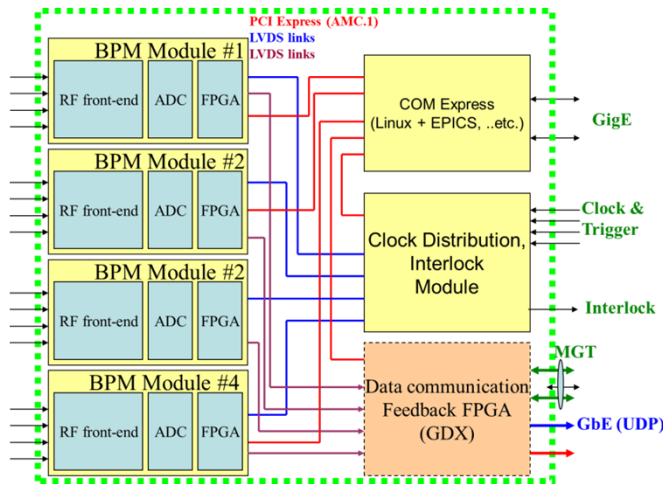 PCI Express (AMC.1)
LVDS links
LVDS links
BPM Module #1
RF front-end
ADC
FPGA
BPM Module #2
RF front-end
ADC
FPGA
BPM Module #2
RF front-end
ADC
FPGA
BPM Module #4
RF front-end
ADC
FPGA
COM Express
(Linux + EPICS, ..etc.)
GigE
Clock Distribution,
Interlock
Module
Clock &
Trigger
Interlock
MGT
Data communication
Feedback FPGA
(GDX)
GbE (UDP)